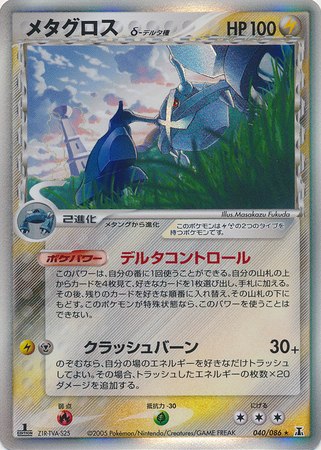 メタグロス δ-デルタ種 HP100
Illus.Masakazu Fukuda
2進化 メタングから進化
このポケモンは の2つのタイプを
持つポケモンです。
ポケパワー デルタコントロール
このパワーは、自分の番に1回使うことができる。自分の山札の上
からカードを4枚見て、好きなカードを1枚選び出し、手札に加える。
その後、残りのカードを好きな順番に入れ替え、その山札の下に
もどす。このポケモンが特殊状態なら、このパワーを使うことは
できない。
クラッシュバーン 30+
のぞむなら、自分の場のエネルギーを好きなだけトラッシュ
してよい。その場合、トラッシュしたエネルギーの枚数×20
ダメージを追加する。
弱点 抵抗力 -30 にげる
1 EDITION Z1R-TVA-S2S ©2005 Pokémon/Nintendo/Creatures/GAME FREAK 040/086 ★